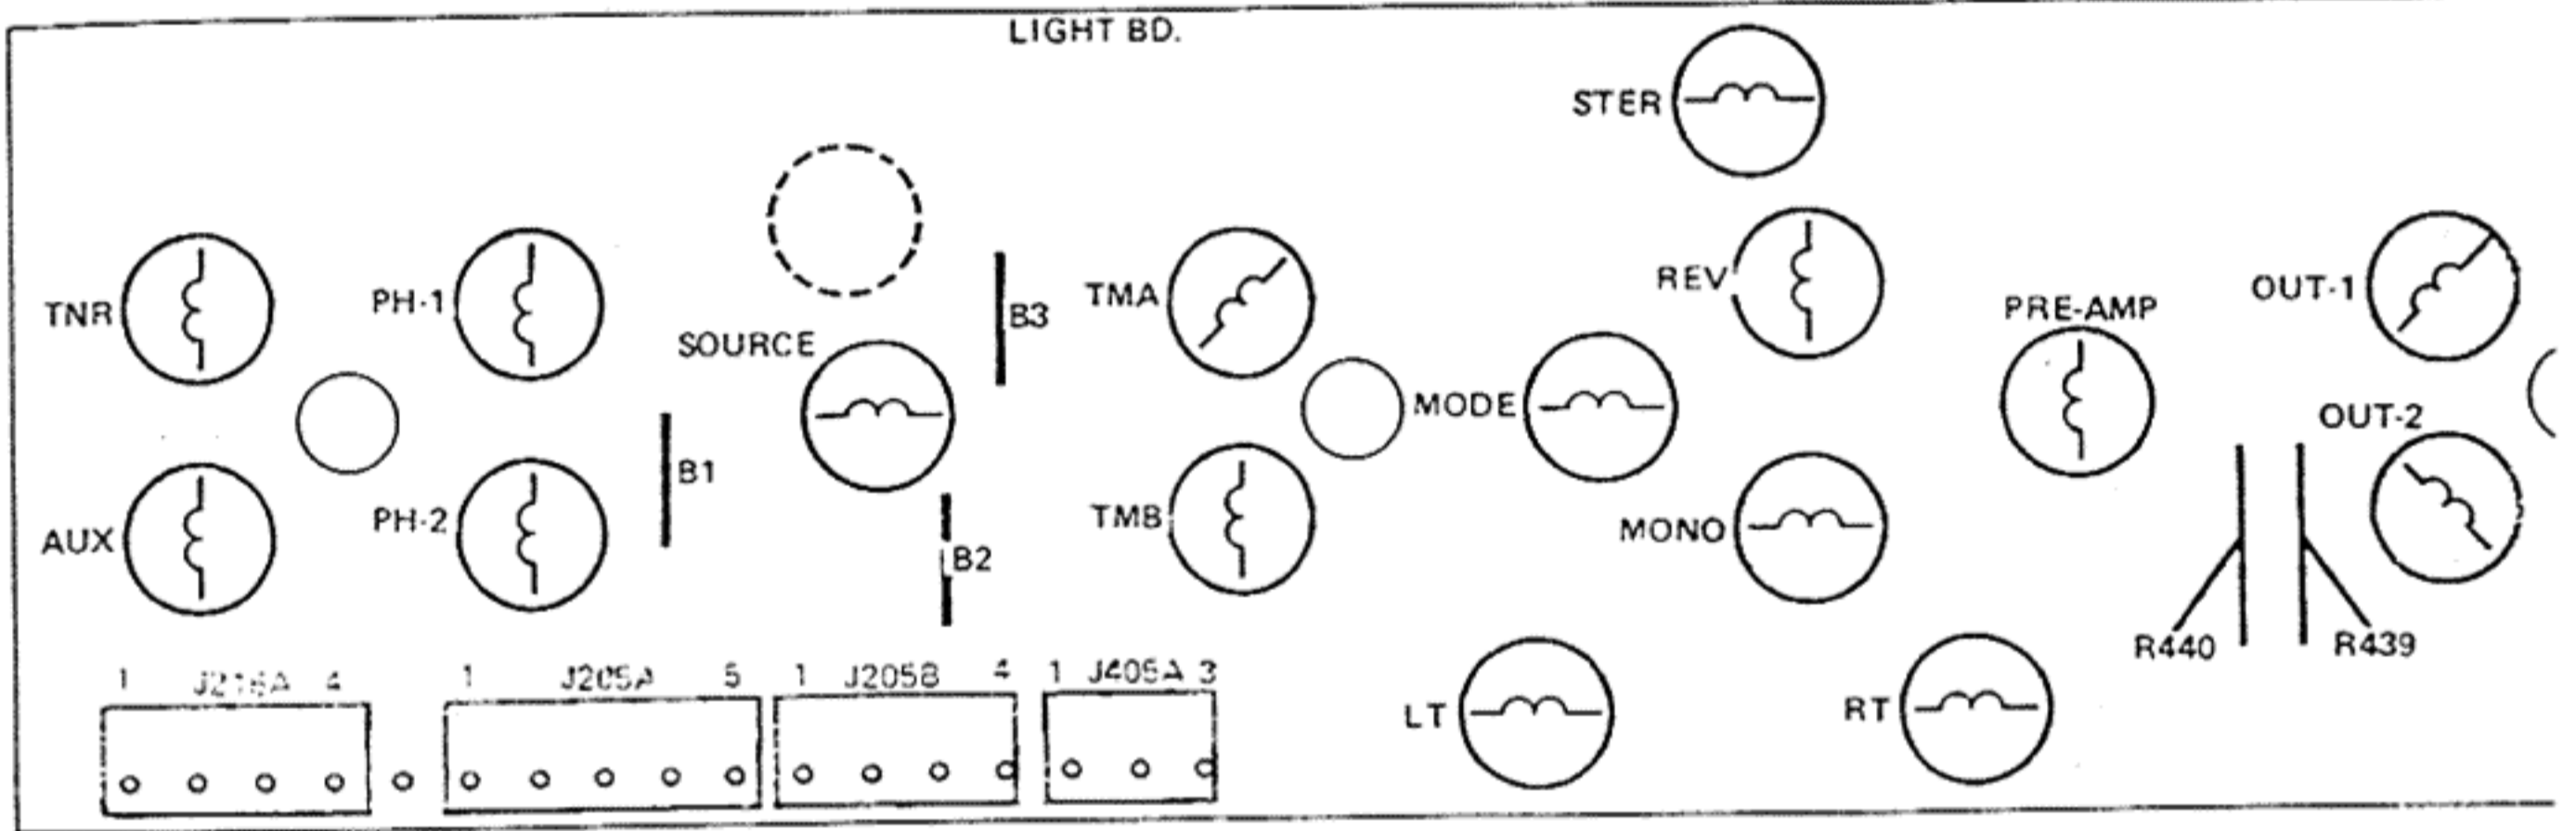 LIGHT BD.
STER
REV
TNR
PH-1
SOURCE
B3
TMA
MODE
PRE-AMP
OUT-1
OUT-2
AUX
PH-2
B1
B2
TMB
MONO
R440
R439
1 J216A 4
1 J205A 5
1 J205B 4
1 J405A 3
LT
RT